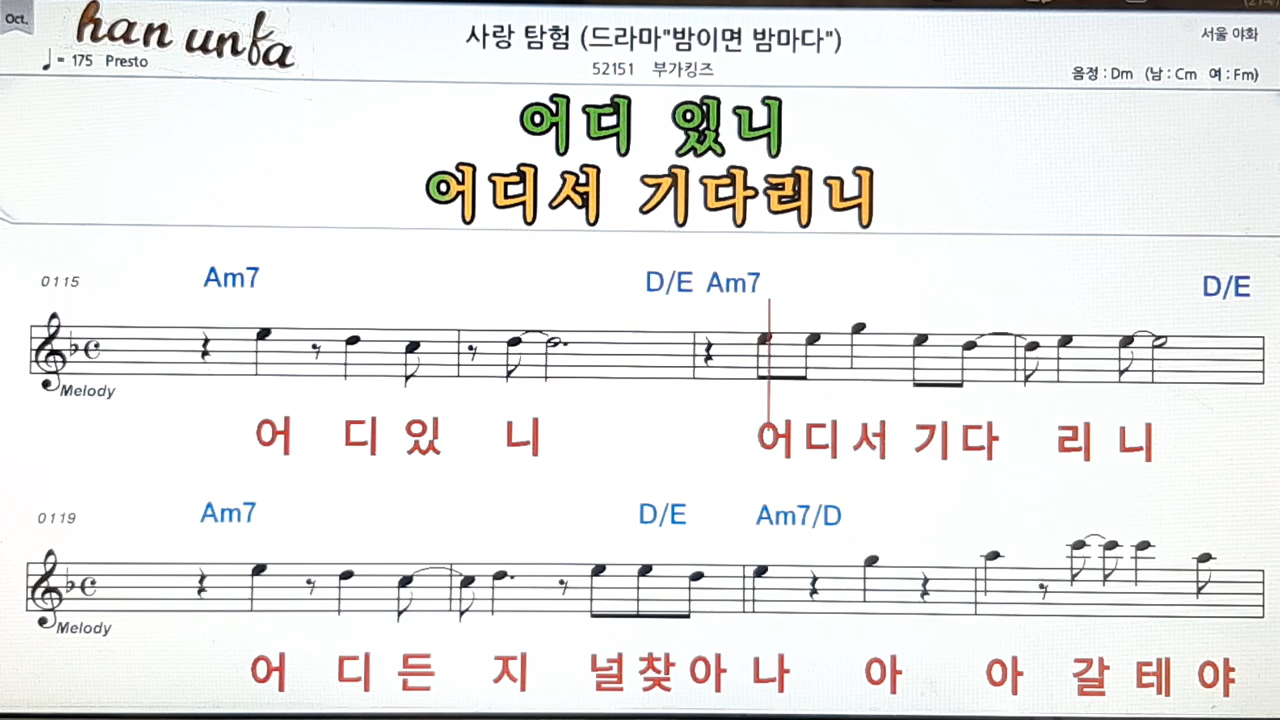 Oct.
han unfa
♩= 175 Presto
사랑 탐험 (드라마"밤이면 밤마다")
52151 부가킹즈
서울 야화
음정 : Dm (남 : Cm 여 : Fm)
어디 있니
어디서 기다리니
0115 Am7 D/E Am7 D/E
Melody
어 디 있 니 어 디 서 기 다 리 니
0119 Am7 D/E Am7/D
Melody
어 디 든 지 널 찾 아 나 아 아 갈 테 야